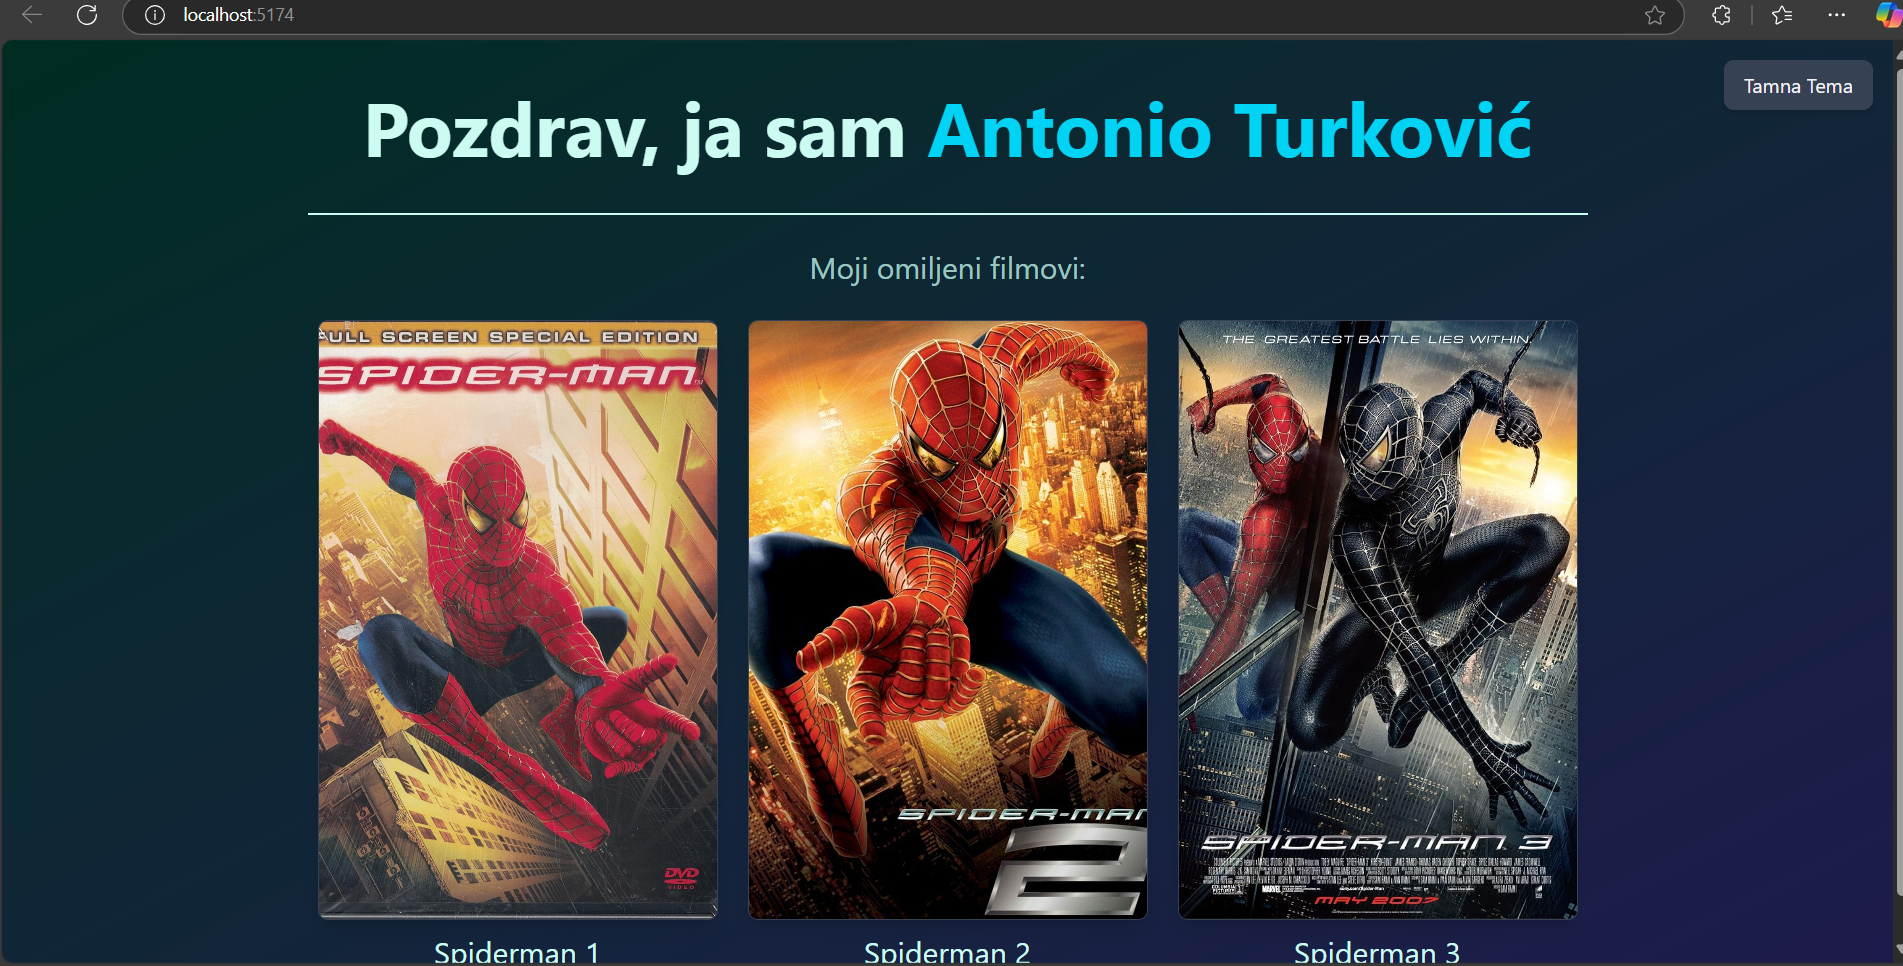 localhost:5174
Tamna Tema
Pozdrav, ja sam Antonio Turković
Moji omiljeni filmovi:
FULL SCREEN SPECIAL EDITION
SPIDER-MAN
DVD
VIDEO
SPIDER-MAN
2
THE GREATEST BATTLE LIES WITHIN.
SPIDER-MAN 3
MAY 2007
Spiderman 1
Spiderman 2
Spiderman 3